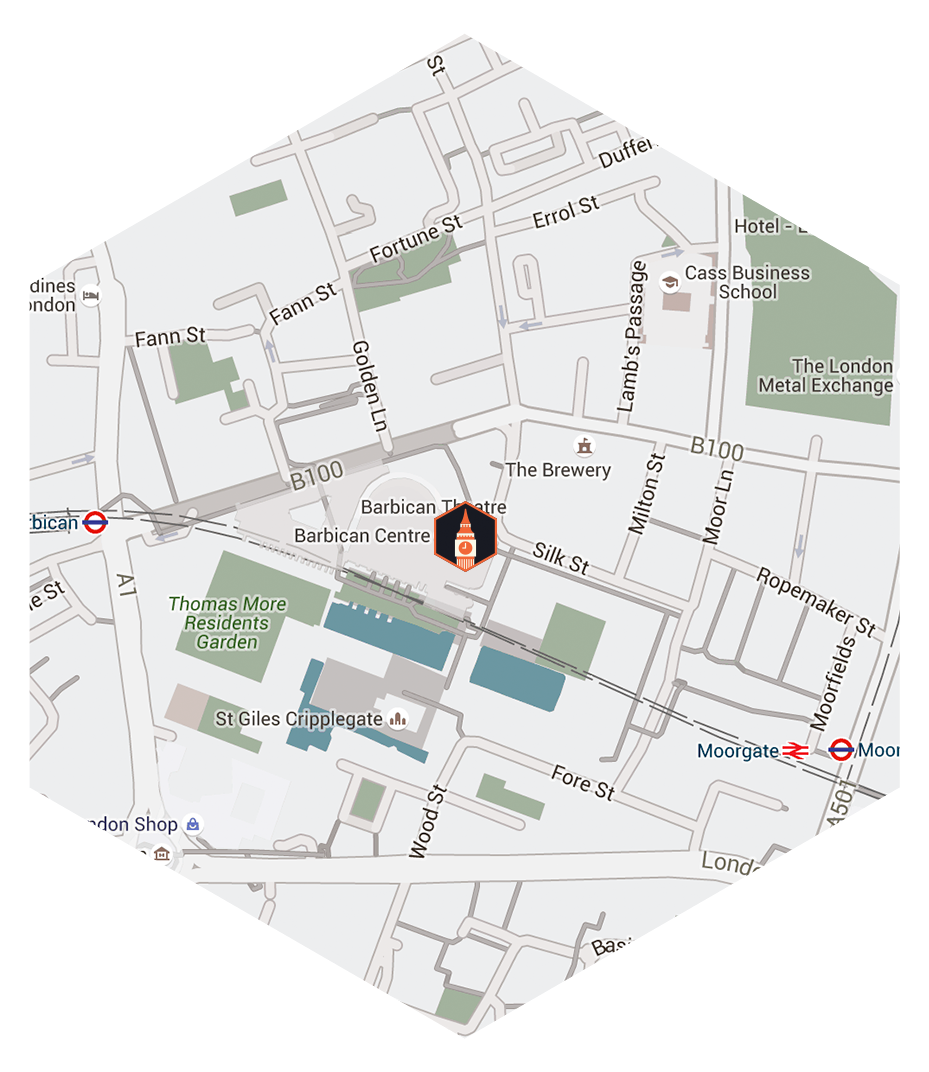 St
Duffer
Errol St
Fortune St
Hotel -
Cass Business
School
dines
ondon
Fann St
Fann St
Lamb's Passage
Golden Ln
The London
Metal Exchange
B100
B100
The Brewery
Milton St
Moor Ln
Barbican Theatre
Barbican Centre
rbican
Silk St
A1
le St
Thomas More
Residents
Garden
Ropemaker St
Moorfields
St Giles Cripplegate
Moorgate
Moor
Fore St
A501
Wood St
ndon Shop
Londo
Basi